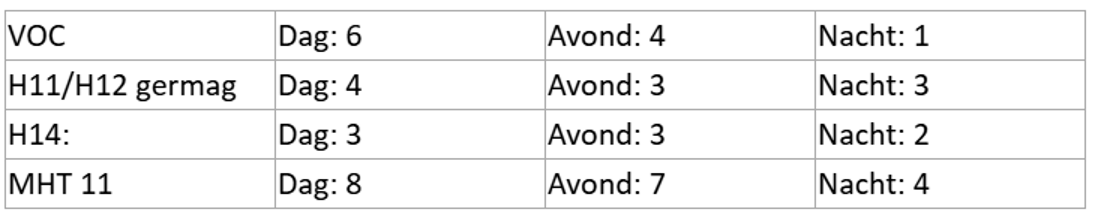 VOC Dag: 6 Avond: 4 Nacht: 1
H11/H12 germag Dag: 4 Avond: 3 Nacht: 3
H14: Dag: 3 Avond: 3 Nacht: 2
MHT 11 Dag: 8 Avond: 7 Nacht: 4